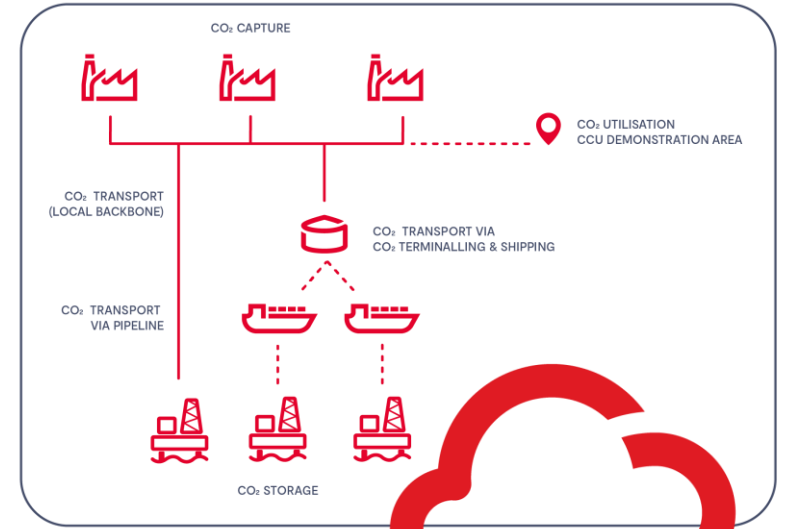 CO₂ CAPTURE
CO₂ UTILISATION
CCU DEMONSTRATION AREA
CO₂ TRANSPORT
(LOCAL BACKBONE)
CO₂ TRANSPORT VIA
CO₂ TERMINALLING & SHIPPING
CO₂ TRANSPORT
VIA PIPELINE
CO₂ STORAGE